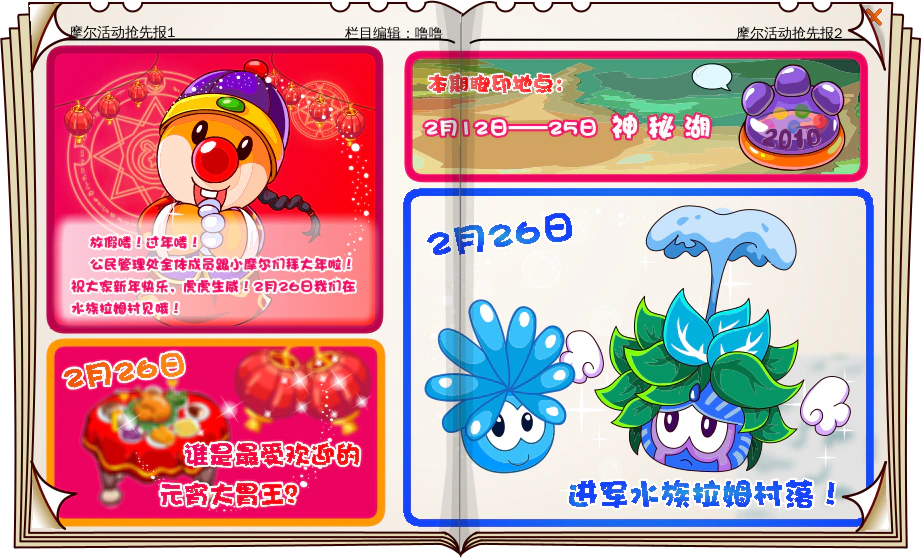 摩尔活动抢先报1
栏目编辑：噜噜
放假喽！过年喽！
公民管理处全体成员跟小摩尔们拜大年啦！
祝大家新年快乐，虎虎生威！2月26日我们在
水族拉姆村见哦！
2月26日
谁是最受欢迎的
元宵大胃王？
摩尔活动抢先报2
本期脚印地点：
2月12日——25日 神秘湖
2010
2月26日
进军水族拉姆村落！